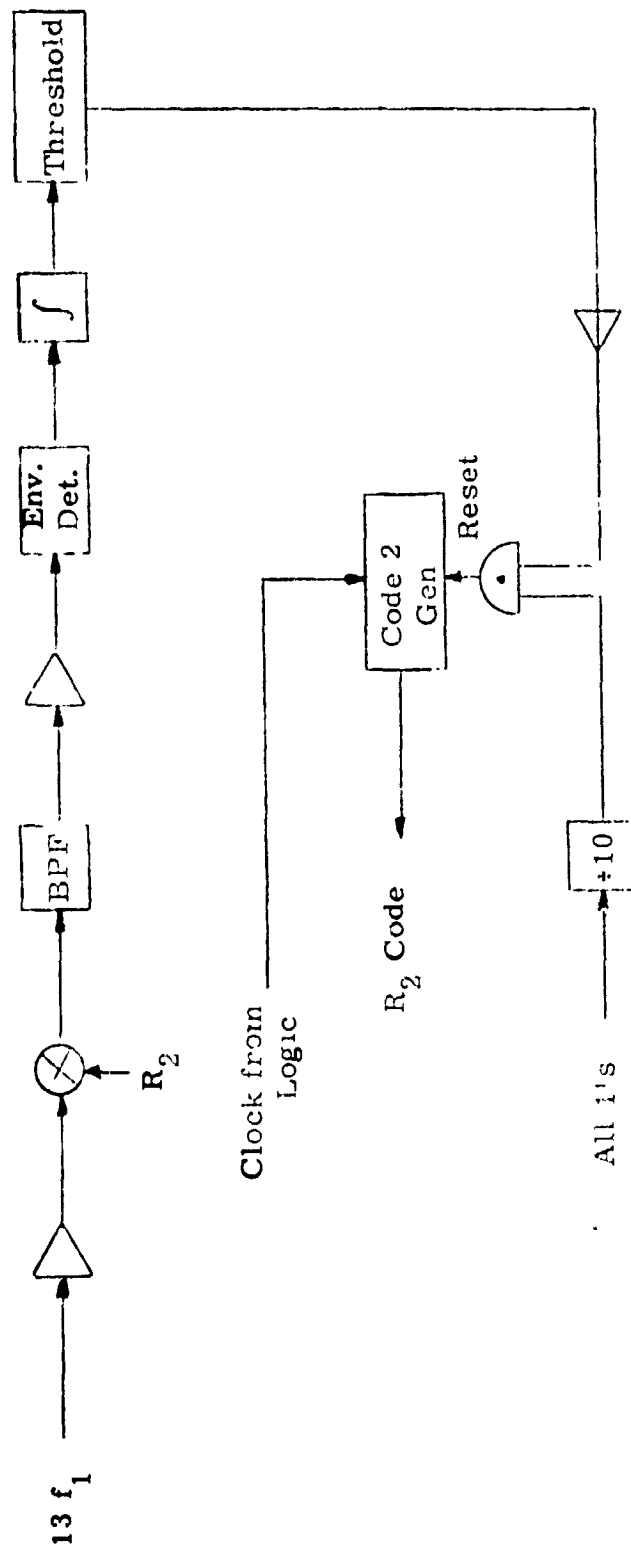 13 f₁
R₂
BPF
Env.
Det.
∫
Threshold
Clock from
Logic
Code 2
Gen
Reset
R₂ Code
All 1's
÷10